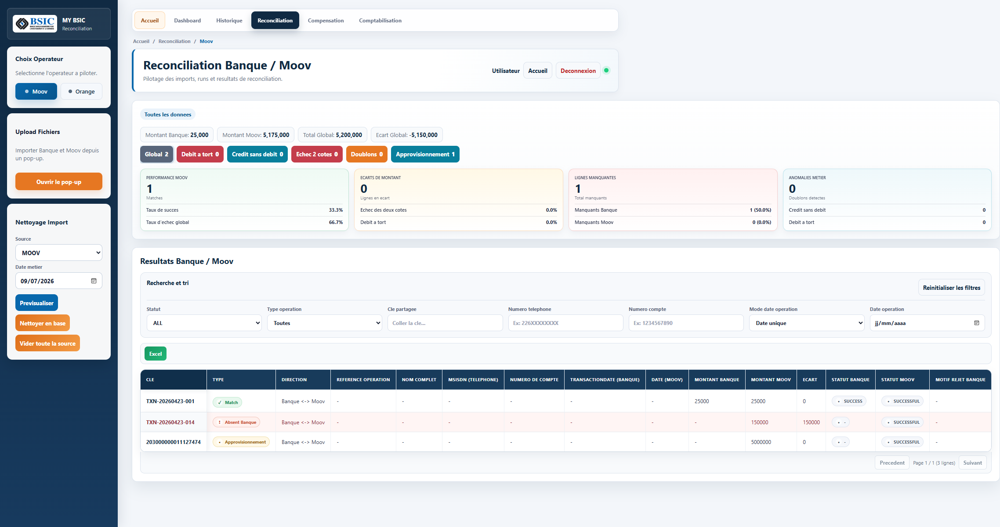 BSIC
MY BSIC
Reconciliation
Choix Operateur
Selectionne l'operateur a piloter.
Moov
Orange
Upload Fichiers
Importer Banque et Moov depuis
un pop-up.
Ouvrir le pop-up
Nettoyage Import
Source
MOOV
Date metier
09/07/2026
Previsualiser
Nettoyer en base
Vider toute la source
Accueil Dashboard Historique Reconciliation Compensation Comptabilisation
Accueil / Reconciliation / Moov
Reconciliation Banque / Moov
Pilotage des imports, runs et resultats de reconciliation.
Utilisateur Accueil Deconnexion
Toutes les donnees
Montant Banque: 25,000 Montant Moov: 5,175,000 Total Global: 5,200,000 Ecart Global: -5,150,000
Global 2 Debit a tort 0 Credit sans debit 0 Echec 2 cotes 0 Doublons 0 Approvisionnement 1
PERFORMANCE MOOV
1
Matches
Taux de succes 33.3%
Taux d'echec global 66.7%
ECARTS DE MONTANT
0
Lignes en ecart
Echec des deux cotes 0.0%
Debit a tort 0.0%
LIGNES MANQUANTES
1
Total manquants
Manquants Banque 1 (50.0%)
Manquants Moov 0 (0.0%)
ANOMALIES METIER
0
Doublons detectes
Credit sans debit 0
Debit a tort 0
Resultats Banque / Moov
Recherche et tri
Reinitialiser les filtres
Statut Type operation Cle partagee Numero telephone Numero compte Mode date operation Date operation
ALL Toutes Coller la cle... Ex: 226XXXXXXXX Ex: 1234567890 Date unique jj/mm/aaaa
Excel
CLE TYPE DIRECTION REFERENCE OPERATION NOM COMPLET MSISDN (TELEPHONE) NUMERO DE COMPTE TRANSACTIONDATE (BANQUE) DATE (MOOV) MONTANT BANQUE MONTANT MOOV ECART STATUT BANQUE STATUT MOOV MOTIF REJET BANQUE
TXN-20260423-001 ✓ Match Banque <-> Moov - - - - - - 25000 25000 0 • SUCCESS • SUCCESSFUL -
TXN-20260423-014 ! Absent Banque Banque <-> Moov - - - - - - - 150000 150000 • - • SUCCESSFUL -
203000000011127474 • Approvisionnement Banque <-> Moov - - - - - - - 5000000 0 • - • SUCCESSFUL -
Precedent Page 1 / 1 (3 lignes) Suivant